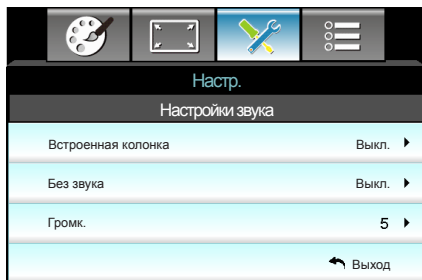 Настр.
Настройки звука
Встроенная колонка Выкл.
Без звука Выкл.
Громк. 5
Выход